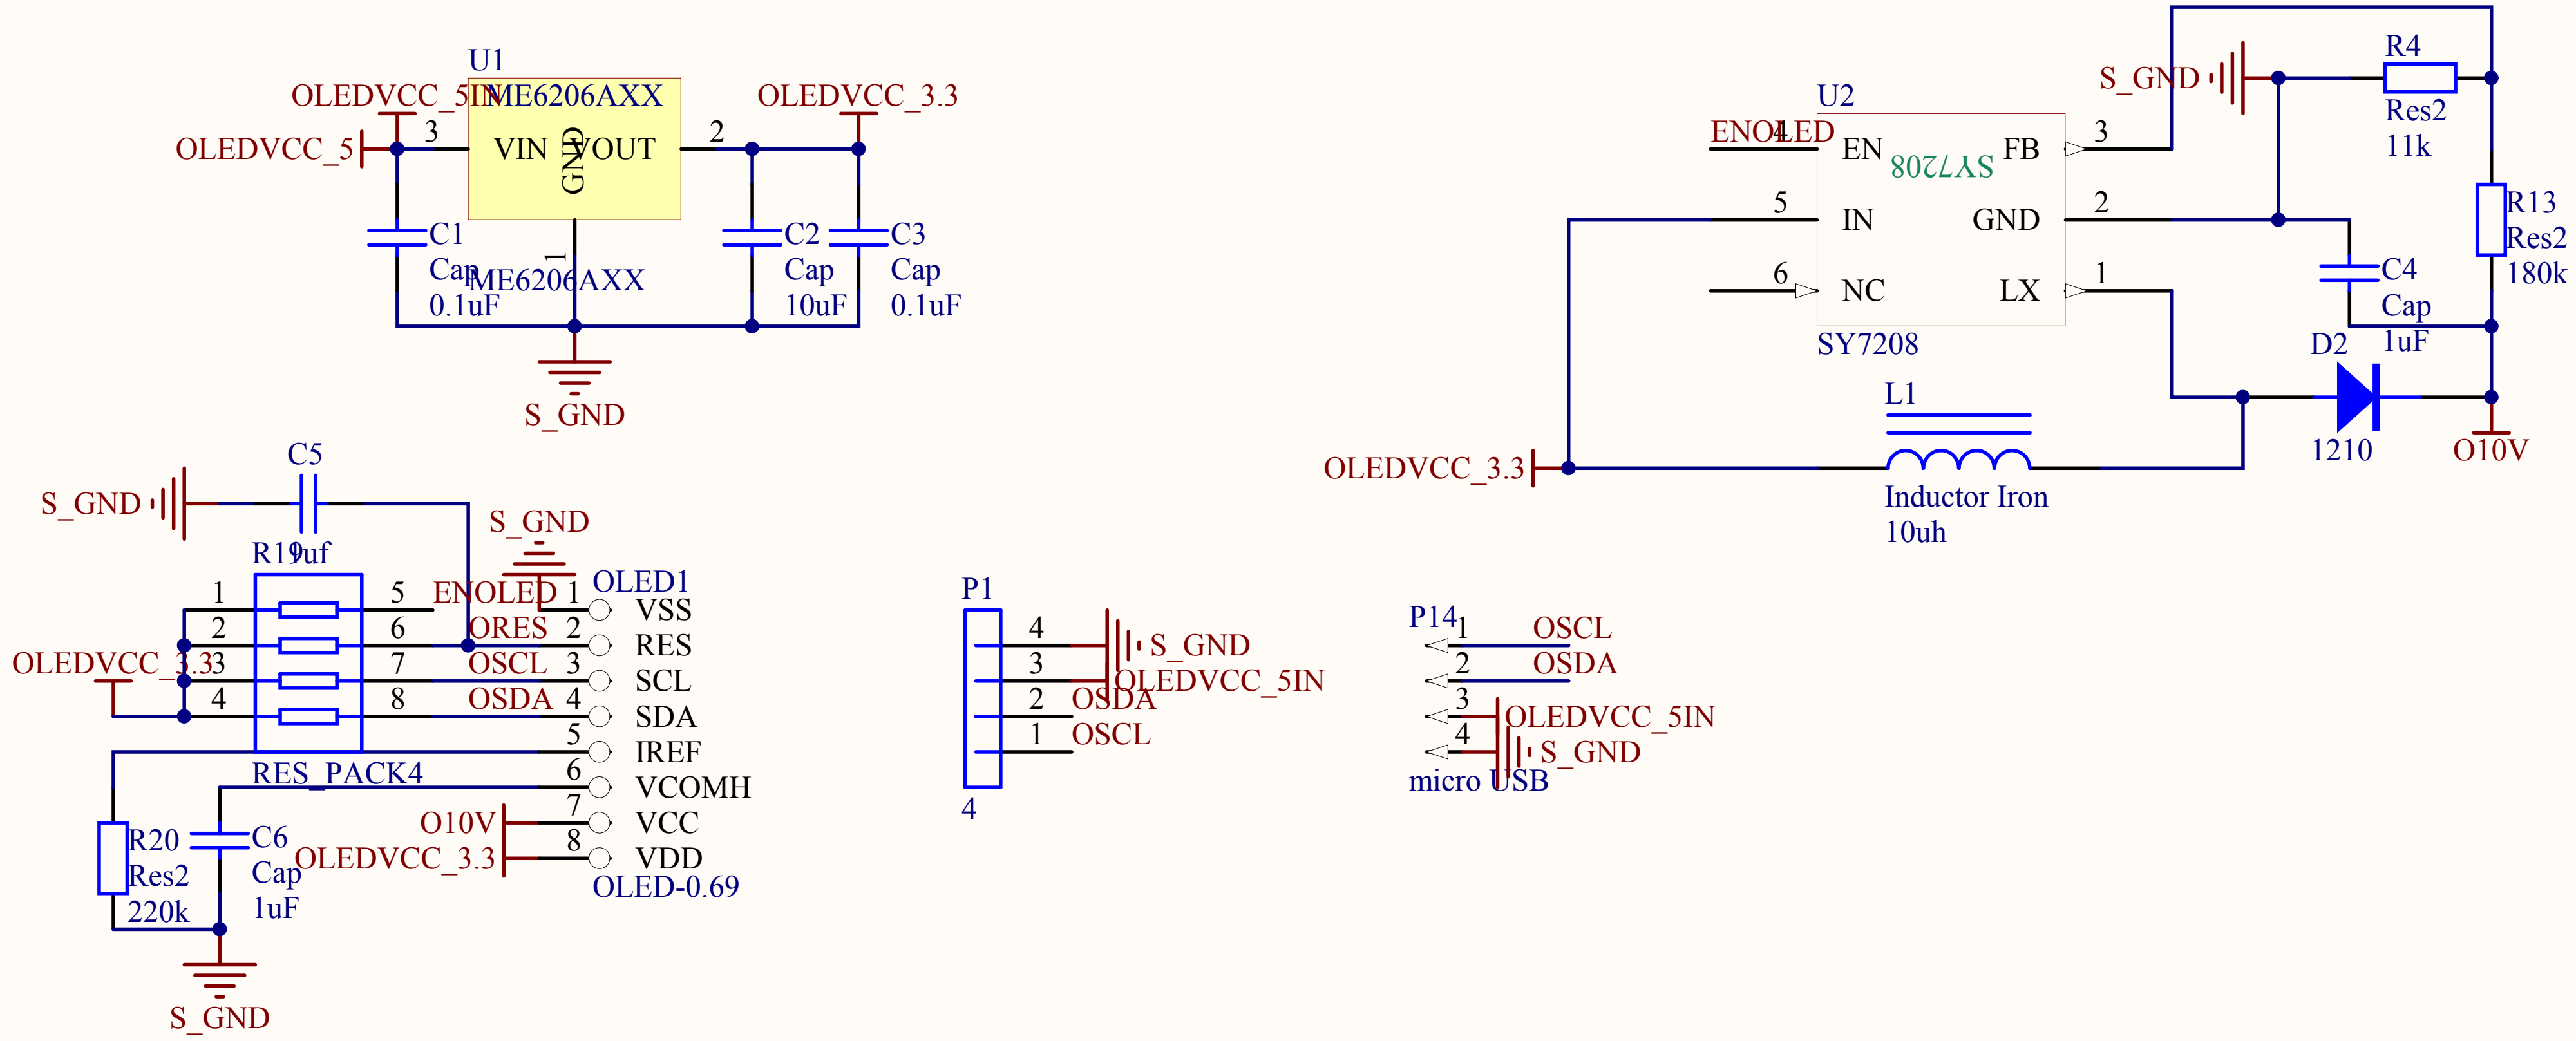 U1
OLEDVCC_5IN
ME6206AXX
OLEDVCC_3.3
OLEDVCC_5
3
VIN
GND
VOUT
2
C1
Cap
0.1uF
1
ME6206AXX
C2
Cap
10uF
C3
Cap
0.1uF
S_GND
U2
ENOLED
4
EN
SY7208
FB
3
5
IN
GND
2
6
NC
LX
1
SY7208
S_GND
R4
Res2
11k
R13
Res2
180k
C4
Cap
1uF
D2
1210
O10V
L1
OLEDVCC_3.3
Inductor Iron
10uh
C5
S_GND
1uf
R19
1
2
3
4
5
6
7
8
OLEDVCC_3.3
RES_PACK4
S_GND
ENOLED
ORES
OSCL
OSDA
OLED1
1
VSS
2
RES
3
SCL
4
SDA
5
IREF
6
VCOMH
7
VCC
8
VDD
O10V
OLEDVCC_3.3
OLED-0.69
R20
Res2
220k
C6
Cap
1uF
S_GND
P1
4
S_GND
3
OLEDVCC_5IN
2
OSDA
1
OSCL
4
P14
1
OSCL
2
OSDA
3
OLEDVCC_5IN
4
S_GND
micro USB